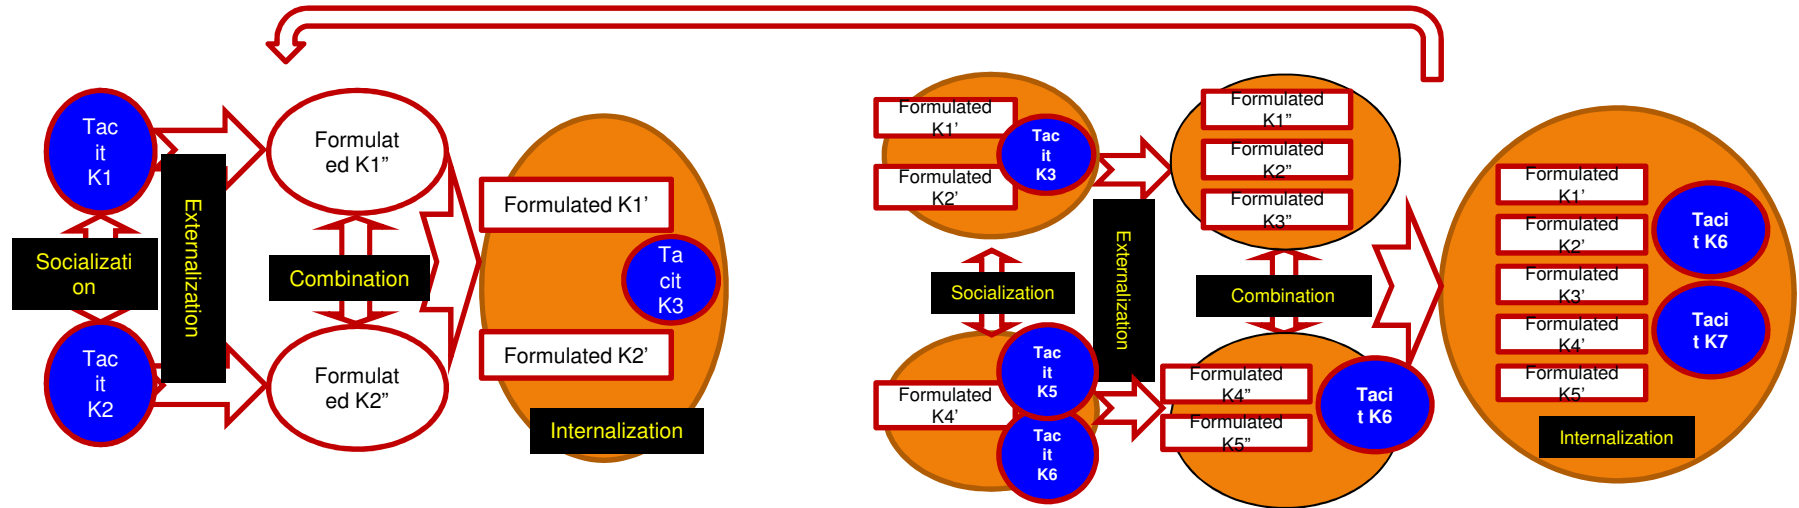 Tac
it
K1
Socializati
on
Tac
it
K2
Externalization
Formulat
ed K1”
Combination
Formulat
ed K2”
Formulated K1’
Ta
cit
K3
Formulated K2’
Internalization
Formulated
K1’
Formulated
K2’
Tac
it
K3
Socialization
Formulated
K4’
Tac
it
K5
Tac
it
K6
Externalization
Formulated
K1”
Formulated
K2”
Formulated
K3”
Combination
Formulated
K4”
Formulated
K5”
Taci
t K6
Formulated
K1’
Formulated
K2’
Formulated
K3’
Formulated
K4’
Formulated
K5’
Taci
t K6
Taci
t K7
Internalization